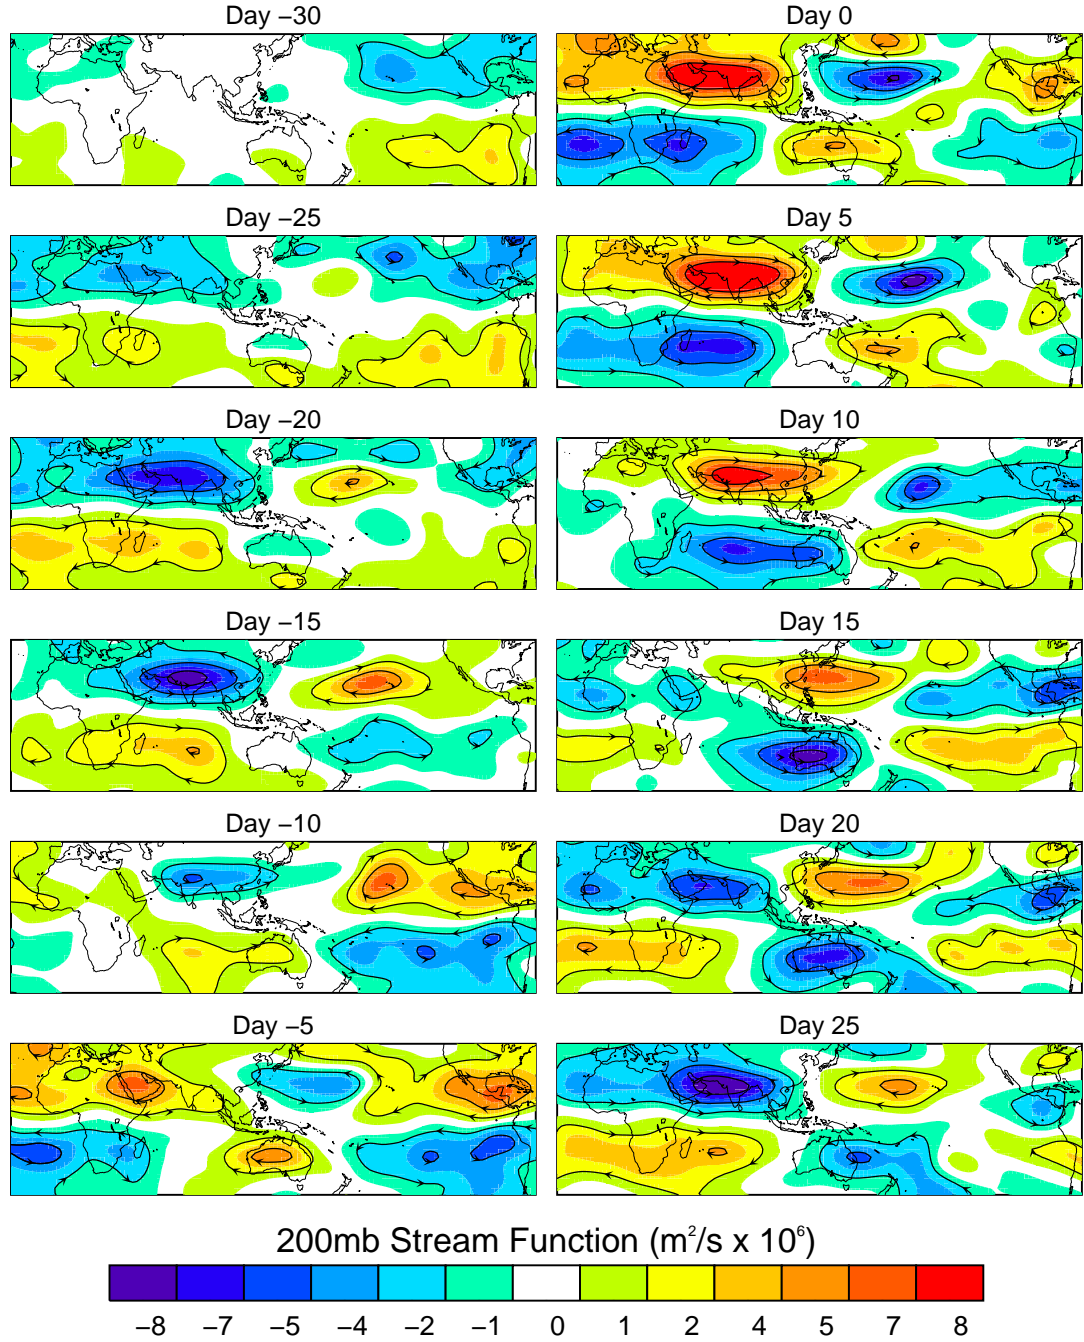 Day −30
Day 0
Day −25
Day 5
Day −20
Day 10
Day −15
Day 15
Day −10
Day 20
Day −5
Day 25
200mb Stream Function (m²/s x 10⁶)
−8 −7 −5 −4 −2 −1 0 1 2 4 5 7 8